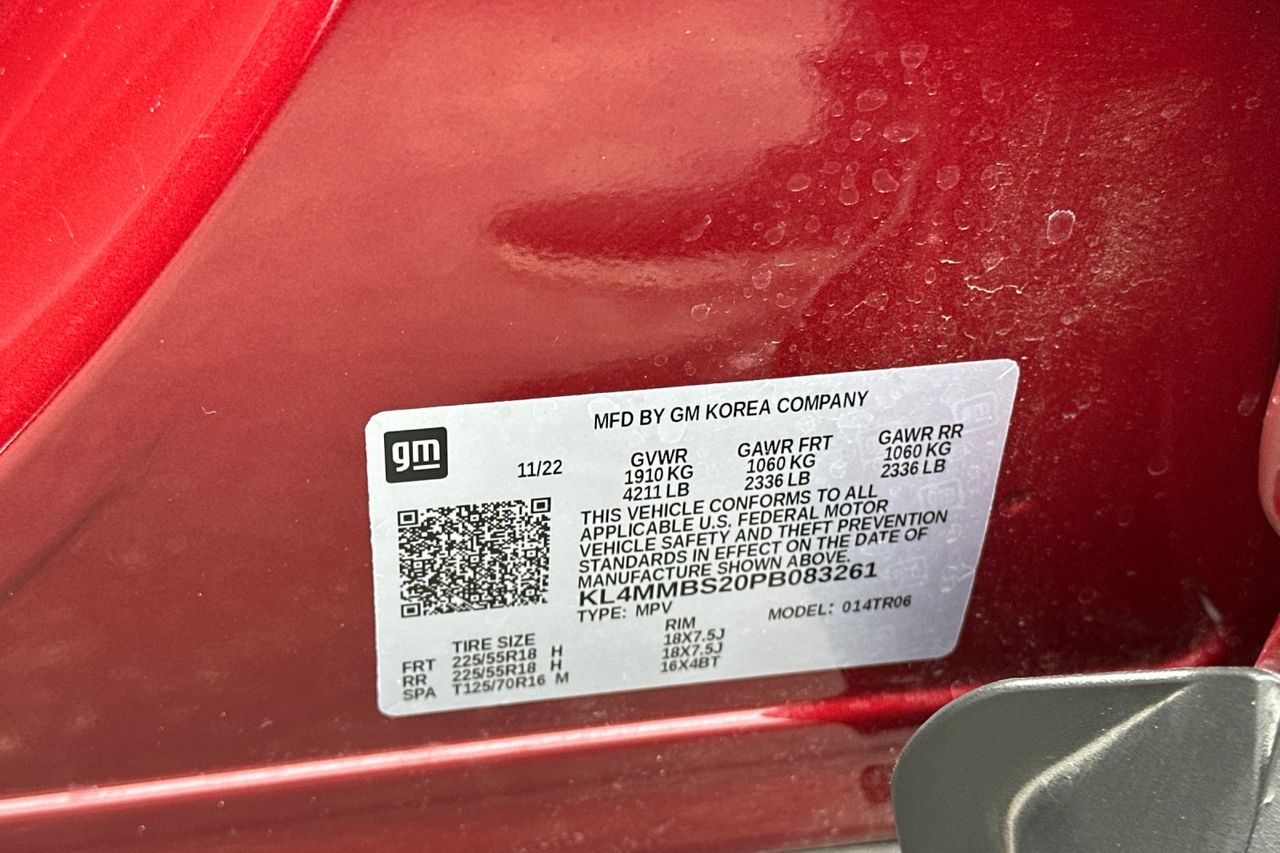 MFD BY GM KOREA COMPANY
gm
11/22
GVWR GAWR FRT GAWR RR
1910 KG 1060 KG 1060 KG
4211 LB 2336 LB 2336 LB
THIS VEHICLE CONFORMS TO ALL
APPLICABLE U.S. FEDERAL MOTOR
VEHICLE SAFETY AND THEFT PREVENTION
STANDARDS IN EFFECT ON THE DATE OF
MANUFACTURE SHOWN ABOVE.
KL4MMBS20PB083261
TYPE: MPV MODEL: 014TR06
TIRE SIZE RIM
FRT 225/55R18 H 18X7.5J
RR 225/55R18 H 18X7.5J
SPA T125/70R16 M 16X4BT